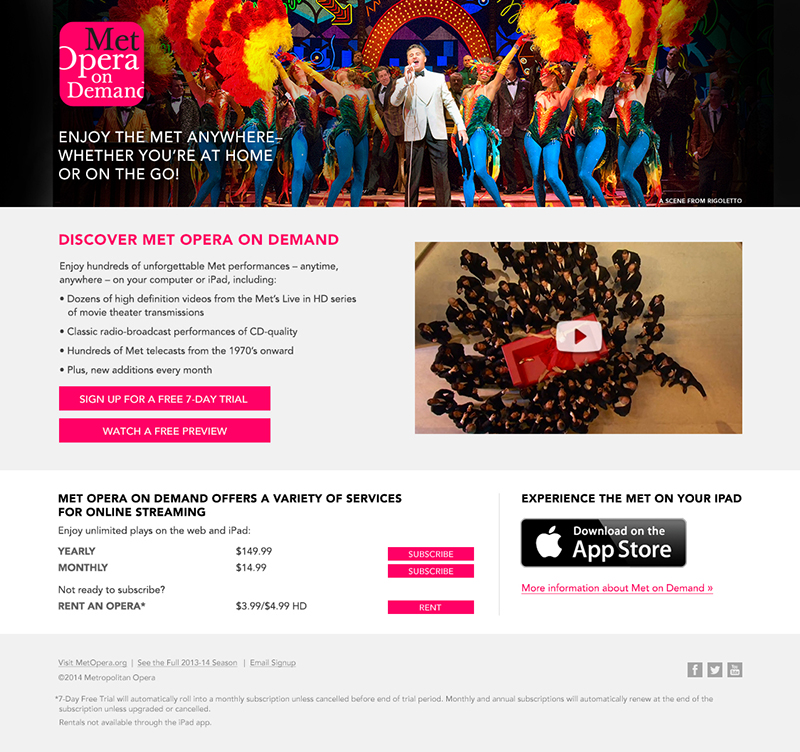 Met
Opera
on
Demand
ENJOY THE MET ANYWHERE–
WHETHER YOU'RE AT HOME
OR ON THE GO!
A SCENE FROM RIGOLETTO
DISCOVER MET OPERA ON DEMAND
Enjoy hundreds of unforgettable Met performances – anytime,
anywhere – on your computer or iPad, including:
• Dozens of high definition videos from the Met's Live in HD series
of movie theater transmissions
• Classic radio-broadcast performances of CD-quality
• Hundreds of Met telecasts from the 1970's onward
• Plus, new additions every month
SIGN UP FOR A FREE 7-DAY TRIAL
WATCH A FREE PREVIEW
MET OPERA ON DEMAND OFFERS A VARIETY OF SERVICES
FOR ONLINE STREAMING
Enjoy unlimited plays on the web and iPad:
YEARLY $149.99 SUBSCRIBE
MONTHLY $14.99 SUBSCRIBE
Not ready to subscribe?
RENT AN OPERA* $3.99/$4.99 HD RENT
EXPERIENCE THE MET ON YOUR IPAD
Download on the
App Store
More information about Met on Demand »
Visit MetOpera.org | See the Full 2013-14 Season | Email Signup
©2014 Metropolitan Opera
f
You
Tube
*7-Day Free Trial will automatically roll into a monthly subscription unless cancelled before end of trial period. Monthly and annual subscriptions will automatically renew at the end of the
subscription unless upgraded or cancelled.
Rentals not available through the iPad app.